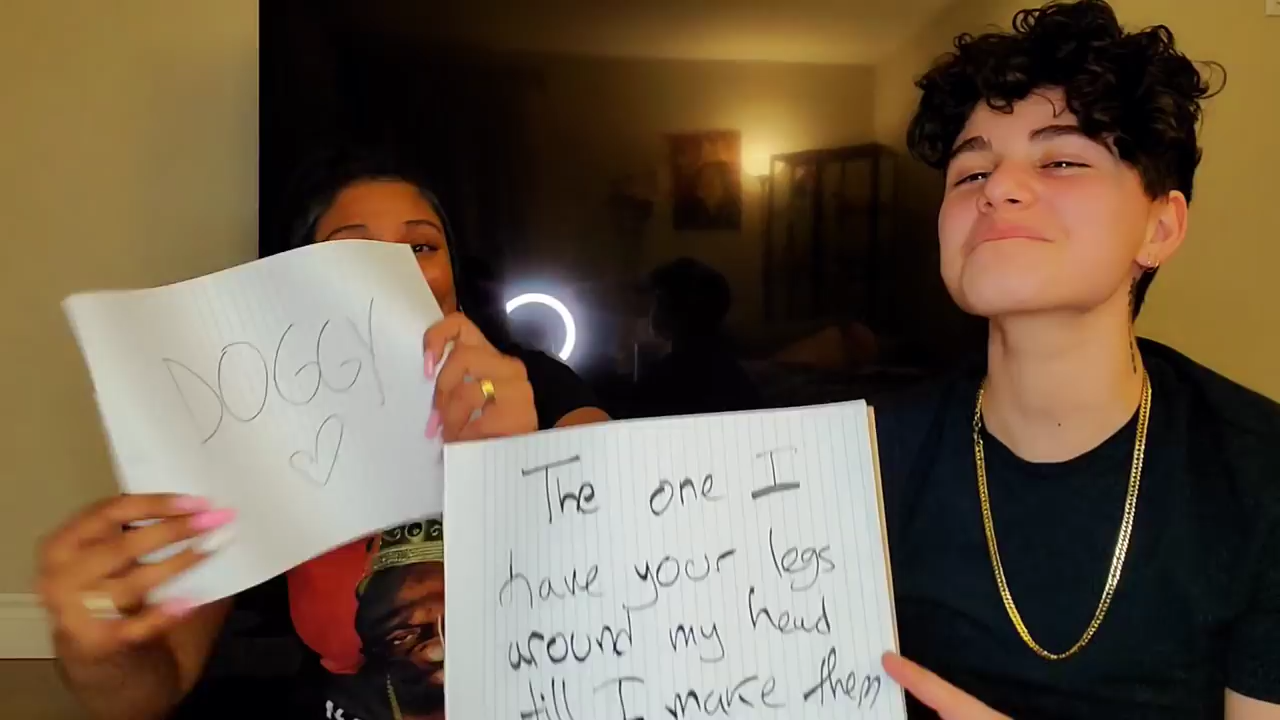 DOGGY
The one I
have your legs
around my head
till I make them